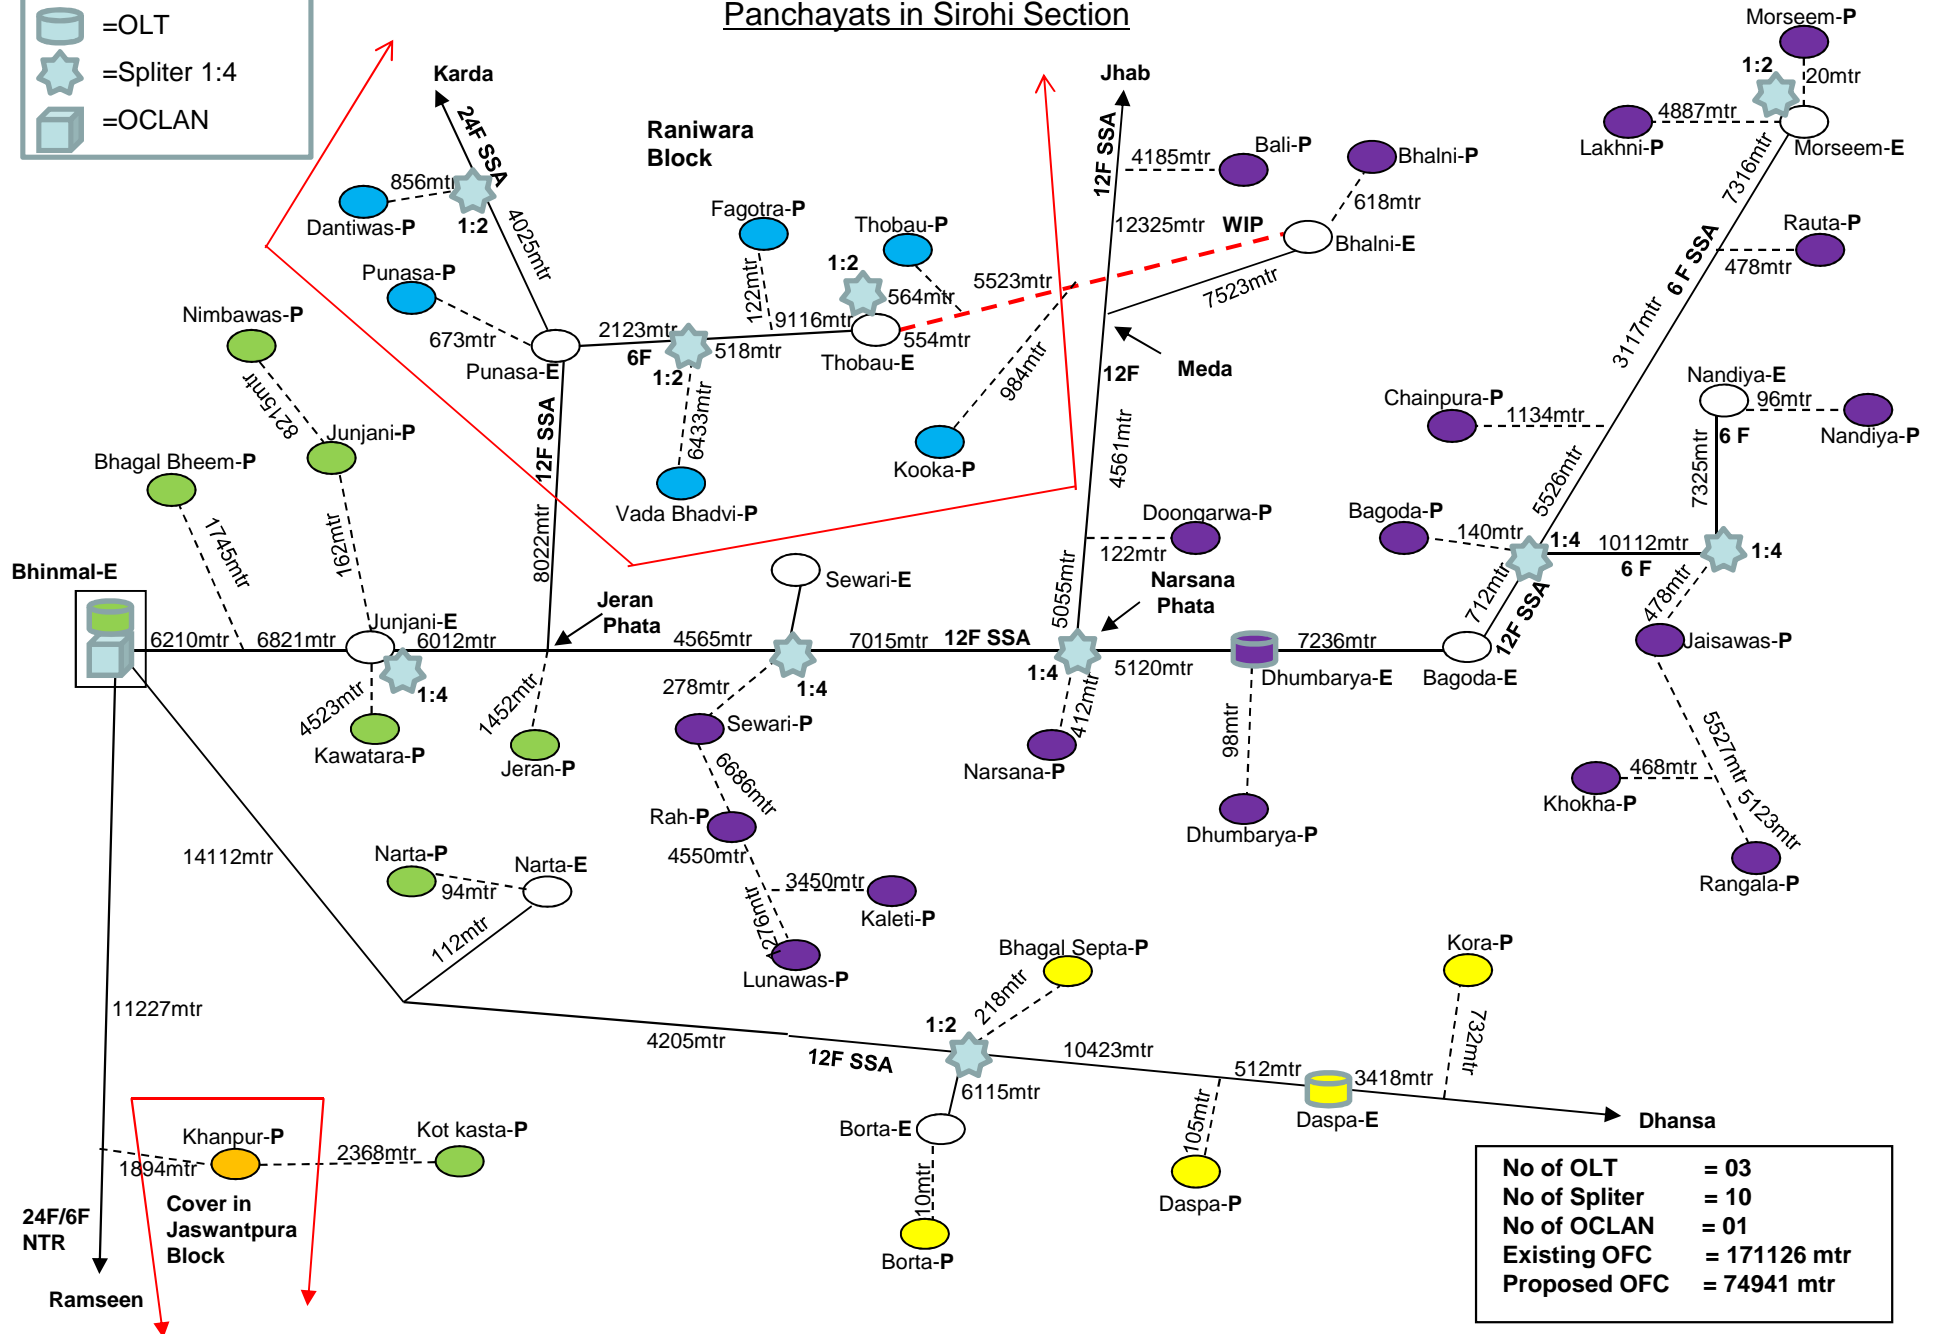 Panchayats in Sirohi Section
=OLT
=Spliter 1:4
=OCLAN
Karda
24F SSA
Raniwara
Block
Jhab
12F SSA
Morseem-P
1:2
20mtr
4887mtr
Lakhni-P
Morseem-E
7316mtr
856mtr
Dantiwas-P
1:2
4025mtr
Fagotra-P
122mtr
Thobau-P
1:2
564mtr
4185mtr
Bali-P
Bhalni-P
618mtr
12325mtr
WIP
Bhalni-E
Rauta-P
478mtr
6 F SSA
Punasa-P
673mtr
Punasa-E
2123mtr
6F
1:2
518mtr
9116mtr
Thobau-E
554mtr
5523mtr
7523mtr
3117mtr
Nimbawas-P
8215mtr
Junjani-P
12F SSA
6433mtr
Vada Bhadvi-P
984mtr
Kooka-P
12F
Meda
4561mtr
Chainpura-P
1134mtr
Nandiya-E
96mtr
6 F
Nandiya-P
7325mtr
5526mtr
Bhagal Bheem-P
1745mtr
162mtr
8022mtr
Doongarwa-P
122mtr
5055mtr
Bagoda-P
140mtr
1:4
10112mtr
6 F
1:4
Bhinmal-E
Sewari-E
Narsana
Phata
712mtr
12F SSA
478mtr
Jaisawas-P
Junjani-E
Jeran
Phata
6210mtr
6821mtr
6012mtr
4565mtr
7015mtr
12F SSA
1:4
5120mtr
7236mtr
Dhumbarya-E
Bagoda-E
4523mtr
1:4
Kawatara-P
1452mtr
Jeran-P
278mtr
1:4
Sewari-P
412mtr
Narsana-P
98mtr
Dhumbarya-P
5527mtr
468mtr
Khokha-P
5123mtr
Rangala-P
6686mtr
Rah-P
4550mtr
3450mtr
Kaleti-P
Lunawas-P
14112mtr
Narta-P
94mtr
Narta-E
112mtr
11227mtr
4205mtr
12F SSA
1:2
218mtr
Bhagal Septa-P
10423mtr
Kora-P
732mtr
512mtr
3418mtr
Daspa-E
Dhansa
6115mtr
Borta-E
10mtr
Borta-P
105mtr
Daspa-P
Khanpur-P
1894mtr
2368mtr
Kot kasta-P
Cover in
Jaswantpura
Block
24F/6F
NTR
Ramseen
No of OLT = 03
No of Spliter = 10
No of OCLAN = 01
Existing OFC = 171126 mtr
Proposed OFC = 74941 mtr